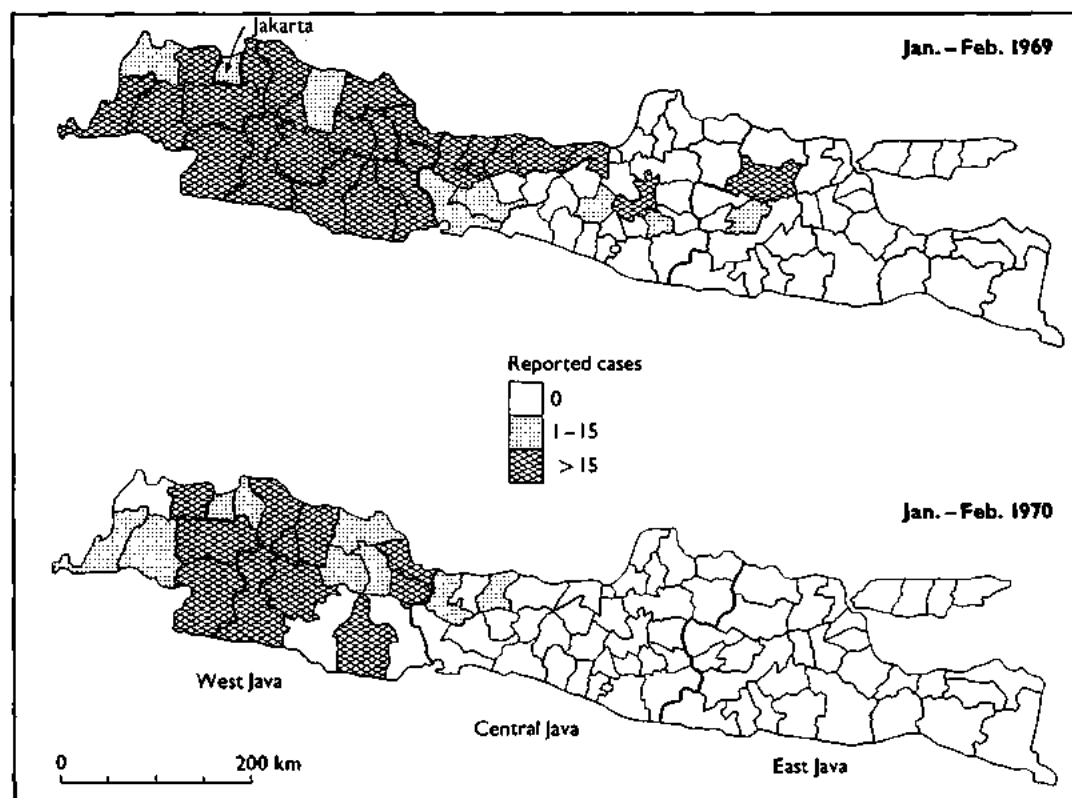 Jakarta
Jan. – Feb. 1969
Reported cases
0
1 – 15
> 15
Jan. – Feb. 1970
West Java
Central Java
East Java
0 200 km